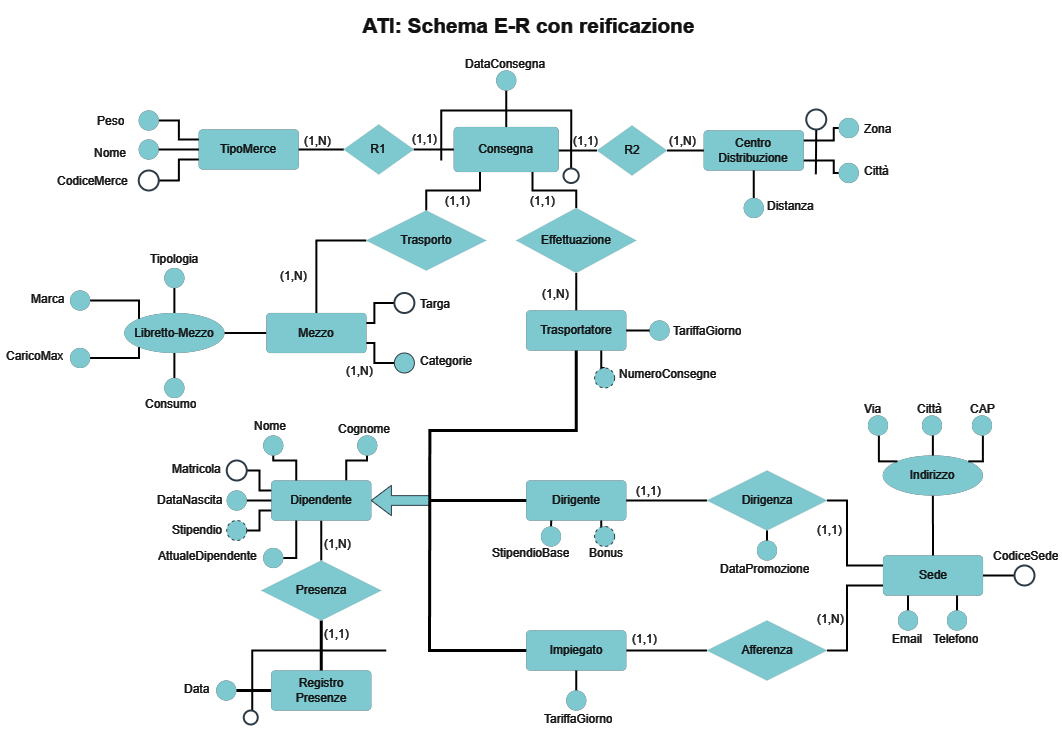 ATI: Schema E-R con reificazione
DataConsegna
Peso
Nome
CodiceMerce
TipoMerce
(1,N)
R1
(1,1)
Consegna
(1,1)
R2
(1,N)
Centro
Distribuzione
Zona
Città
Distanza
(1,1)
(1,1)
Trasporto
Effettuazione
(1,N)
(1,N)
Tipologia
Marca
CaricoMax
Libretto-Mezzo
Consumo
Mezzo
Targa
Categorie
(1,N)
Trasportatore
TariffaGiorno
NumeroConsegne
Nome
Cognome
Matricola
DataNascita
Stipendio
AttualeDipendente
Dipendente
(1,N)
Presenza
(1,1)
Data
Registro
Presenze
Dirigente
StipendioBase
Bonus
(1,1)
Dirigenza
DataPromozione
(1,1)
Via
Città
CAP
Indirizzo
Sede
CodiceSede
Email
Telefono
(1,N)
Impiegato
(1,1)
Afferenza
TariffaGiorno